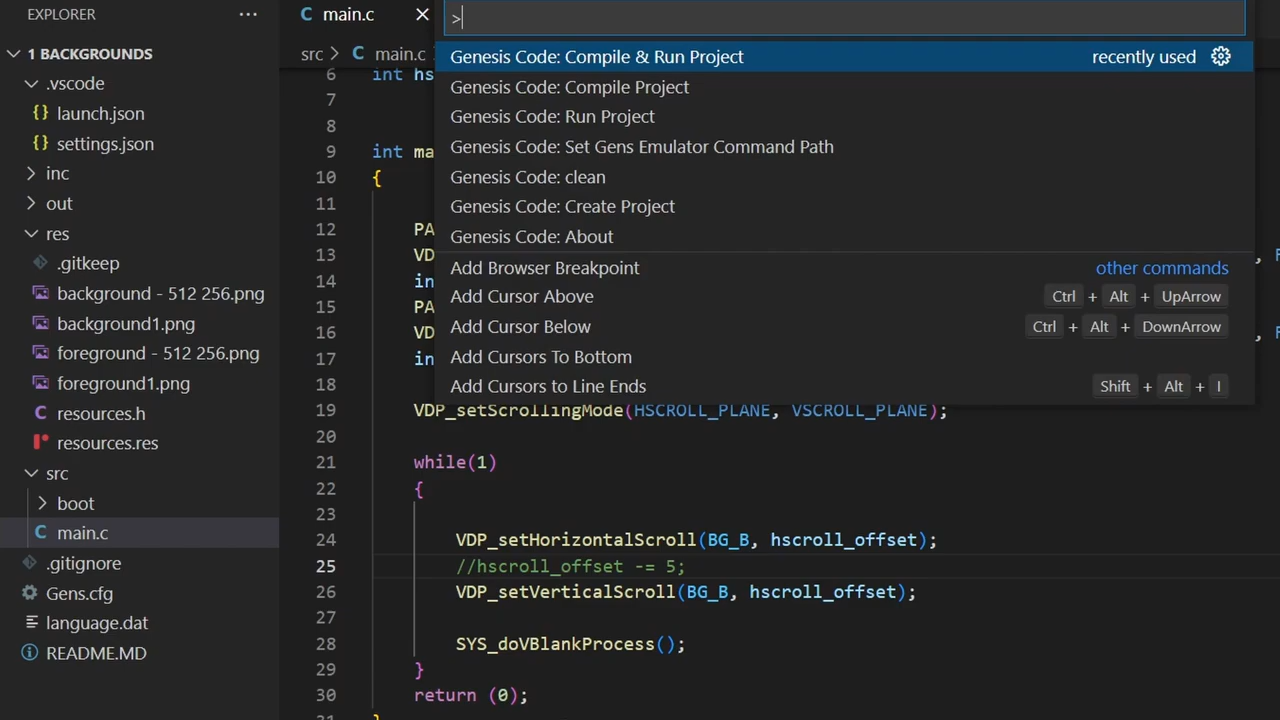 EXPLORER ···
1 BACKGROUNDS
.vscode
{} launch.json
{} settings.json
inc
out
res
.gitkeep
background - 512 256.png
background1.png
foreground - 512 256.png
foreground1.png
C resources.h
resources.res
src
boot
C main.c
.gitignore
Gens.cfg
language.dat
README.MD
C main.c
src > C main.c
>
Genesis Code: Compile & Run Project recently used
Genesis Code: Compile Project
Genesis Code: Run Project
Genesis Code: Set Gens Emulator Command Path
Genesis Code: clean
Genesis Code: Create Project
Genesis Code: About
Add Browser Breakpoint other commands
Add Cursor Above Ctrl + Alt + UpArrow
Add Cursor Below Ctrl + Alt + DownArrow
Add Cursors To Bottom
Add Cursors to Line Ends Shift + Alt + I
6 int hs
7
8
9 int ma
10 {
11
12 PA
13 VD , F
14 in
15 PA
16 VD , F
17 in
18
19 VDP_setScrollingMode(HSCROLL_PLANE, VSCROLL_PLANE);
20
21 while(1)
22 {
23
24 VDP_setHorizontalScroll(BG_B, hscroll_offset);
25 //hscroll_offset -= 5;
26 VDP_setVerticalScroll(BG_B, hscroll_offset);
27
28 SYS_doVBlankProcess();
29 }
30 return (0);
31 }